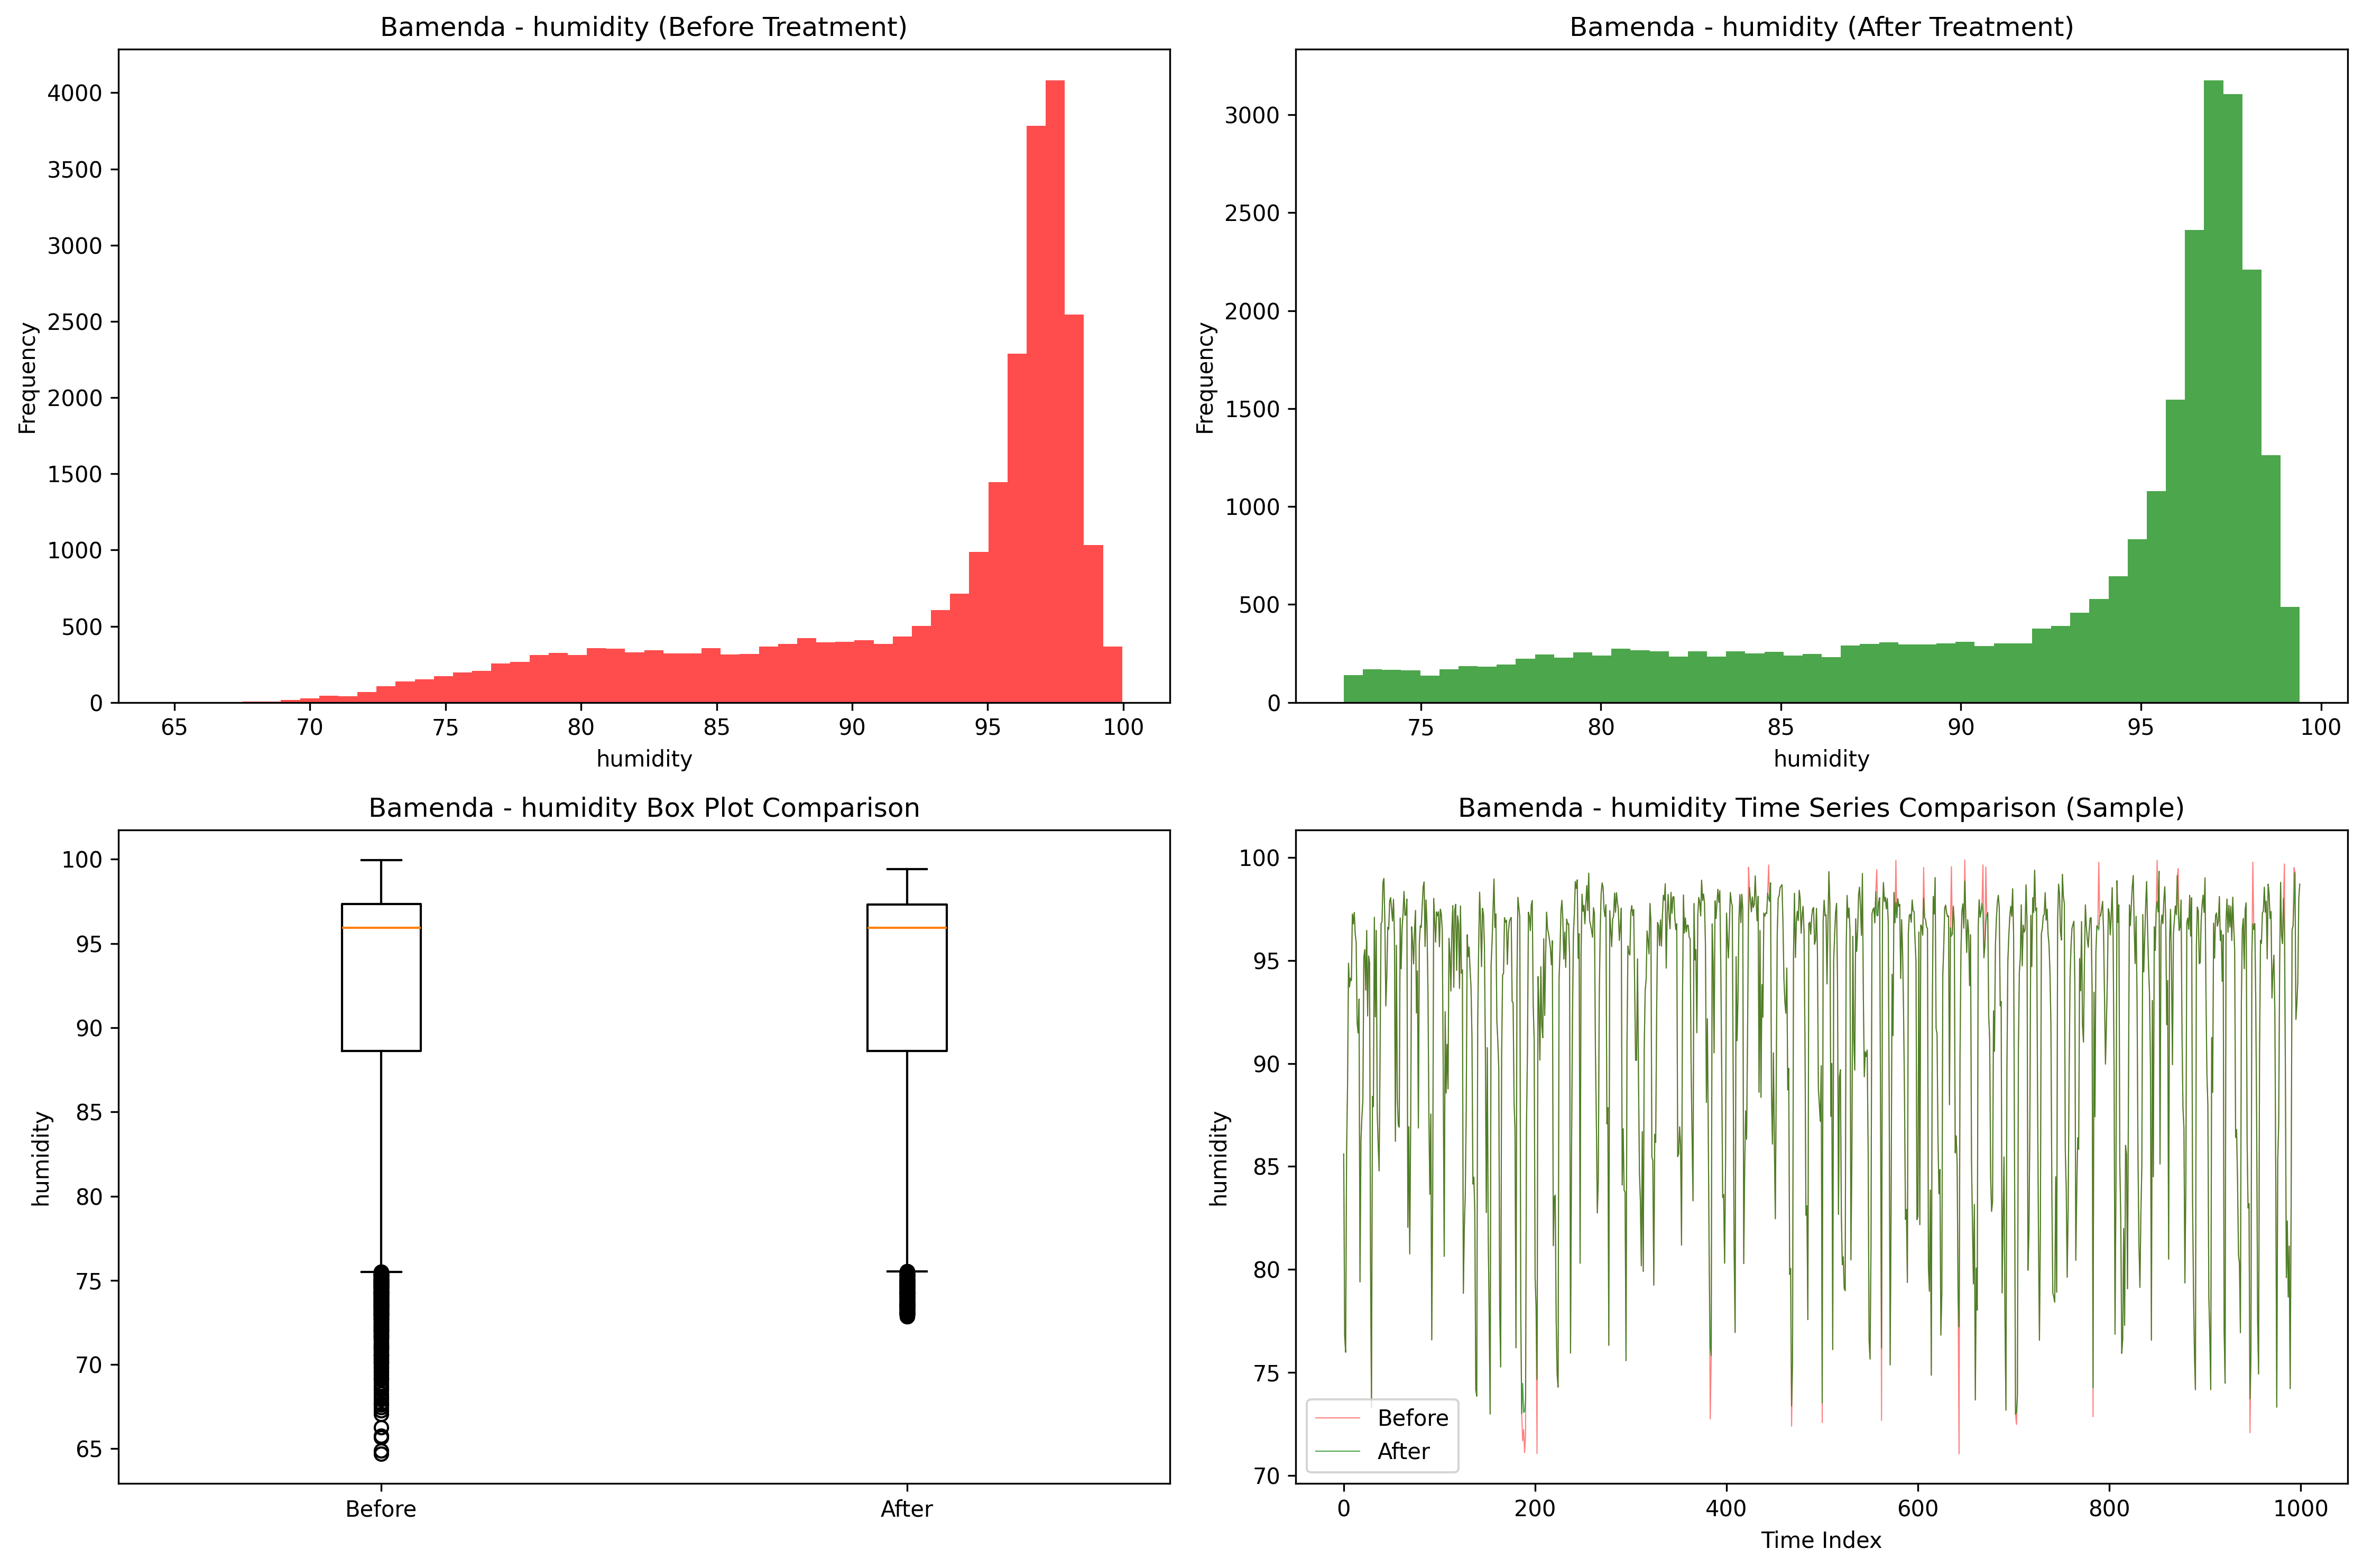 Bamenda - humidity (Before Treatment)
Frequency
4000
3500
3000
2500
2000
1500
1000
500
0
65 70 75 80 85 90 95 100
humidity
Bamenda - humidity (After Treatment)
Frequency
3000
2500
2000
1500
1000
500
0
75 80 85 90 95 100
humidity
Bamenda - humidity Box Plot Comparison
humidity
100
95
90
85
80
75
70
65
Before After
Bamenda - humidity Time Series Comparison (Sample)
humidity
100
95
90
85
80
75
70
Before
After
0 200 400 600 800 1000
Time Index